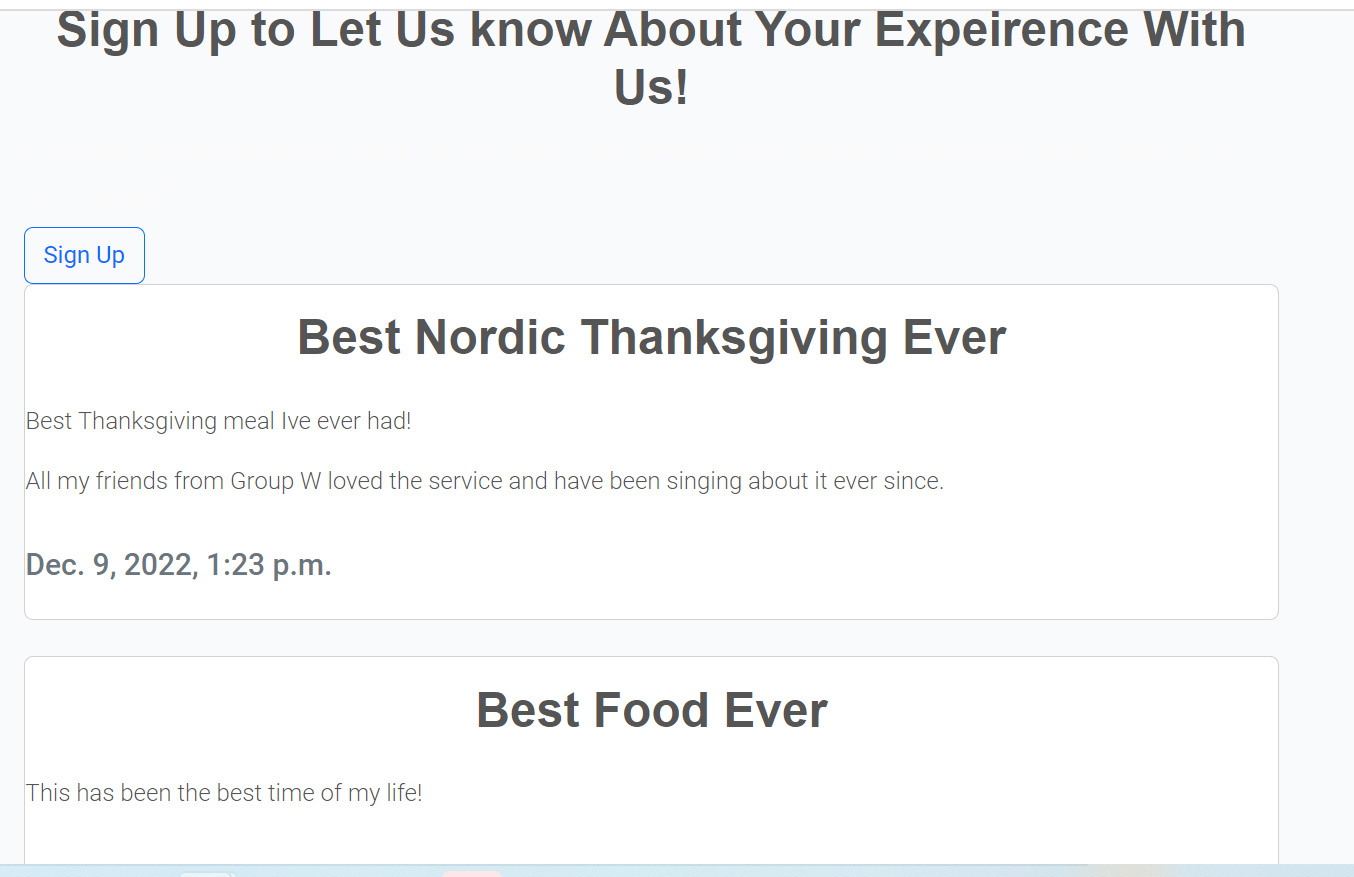 Sign Up to Let Us know About Your Expeirence With
Us!
Sign Up
Best Nordic Thanksgiving Ever
Best Thanksgiving meal Ive ever had!
All my friends from Group W loved the service and have been singing about it ever since.
Dec. 9, 2022, 1:23 p.m.
Best Food Ever
This has been the best time of my life!